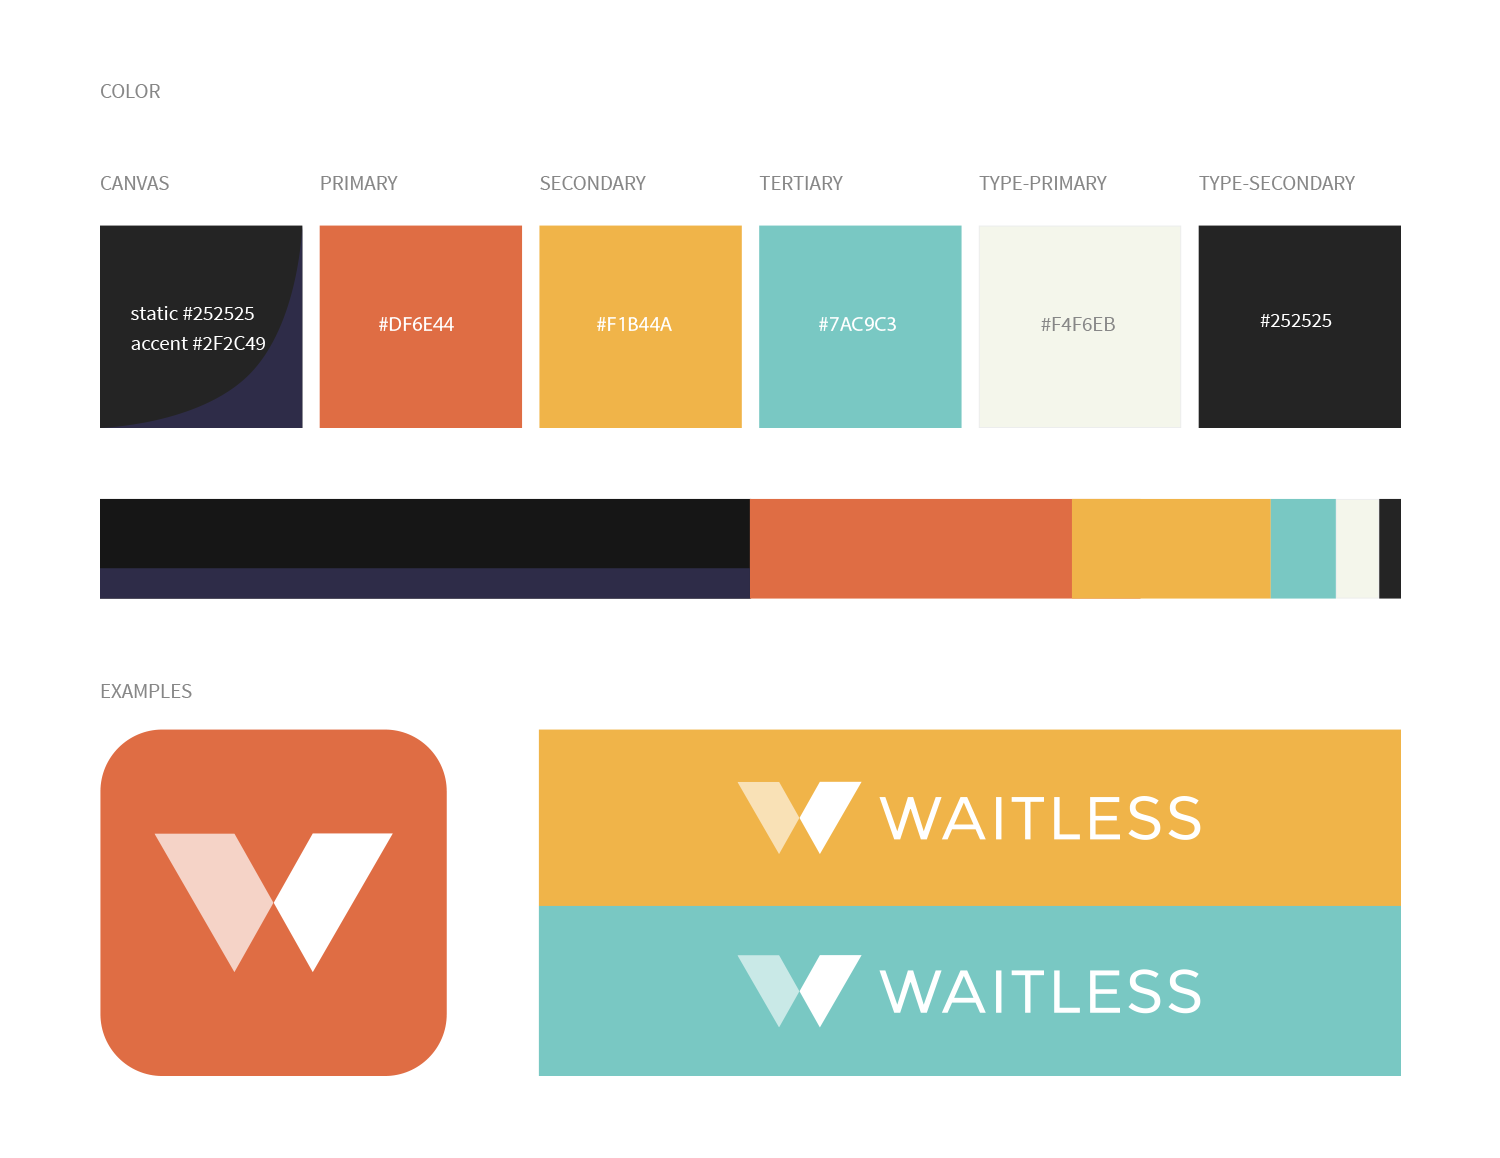 COLOR
CANVAS
PRIMARY
SECONDARY
TERTIARY
TYPE-PRIMARY
TYPE-SECONDARY
static #252525
accent #2F2C49
#DF6E44
#F1B44A
#7AC9C3
#F4F6EB
#252525
EXAMPLES
WAITLESS
WAITLESS